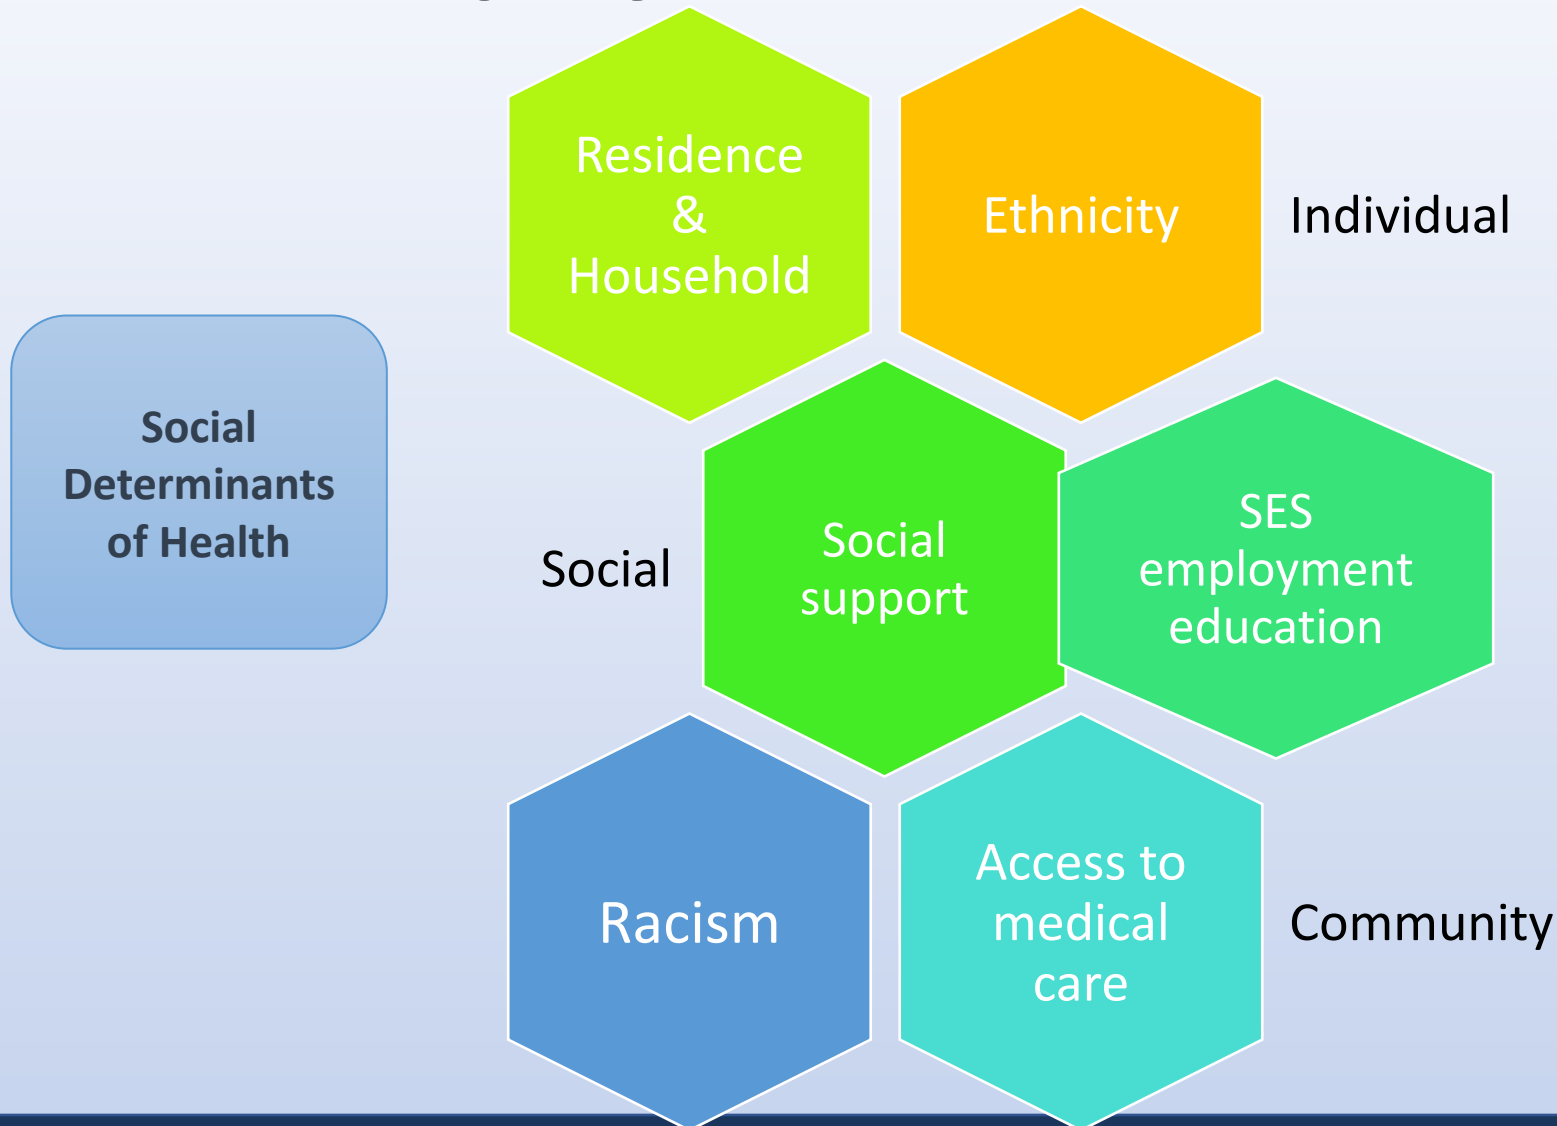 Residence
&
Household
Ethnicity
Individual
Social
Determinants
of Health
Social
Social
support
SES
employment
education
Racism
Access to
medical
care
Community